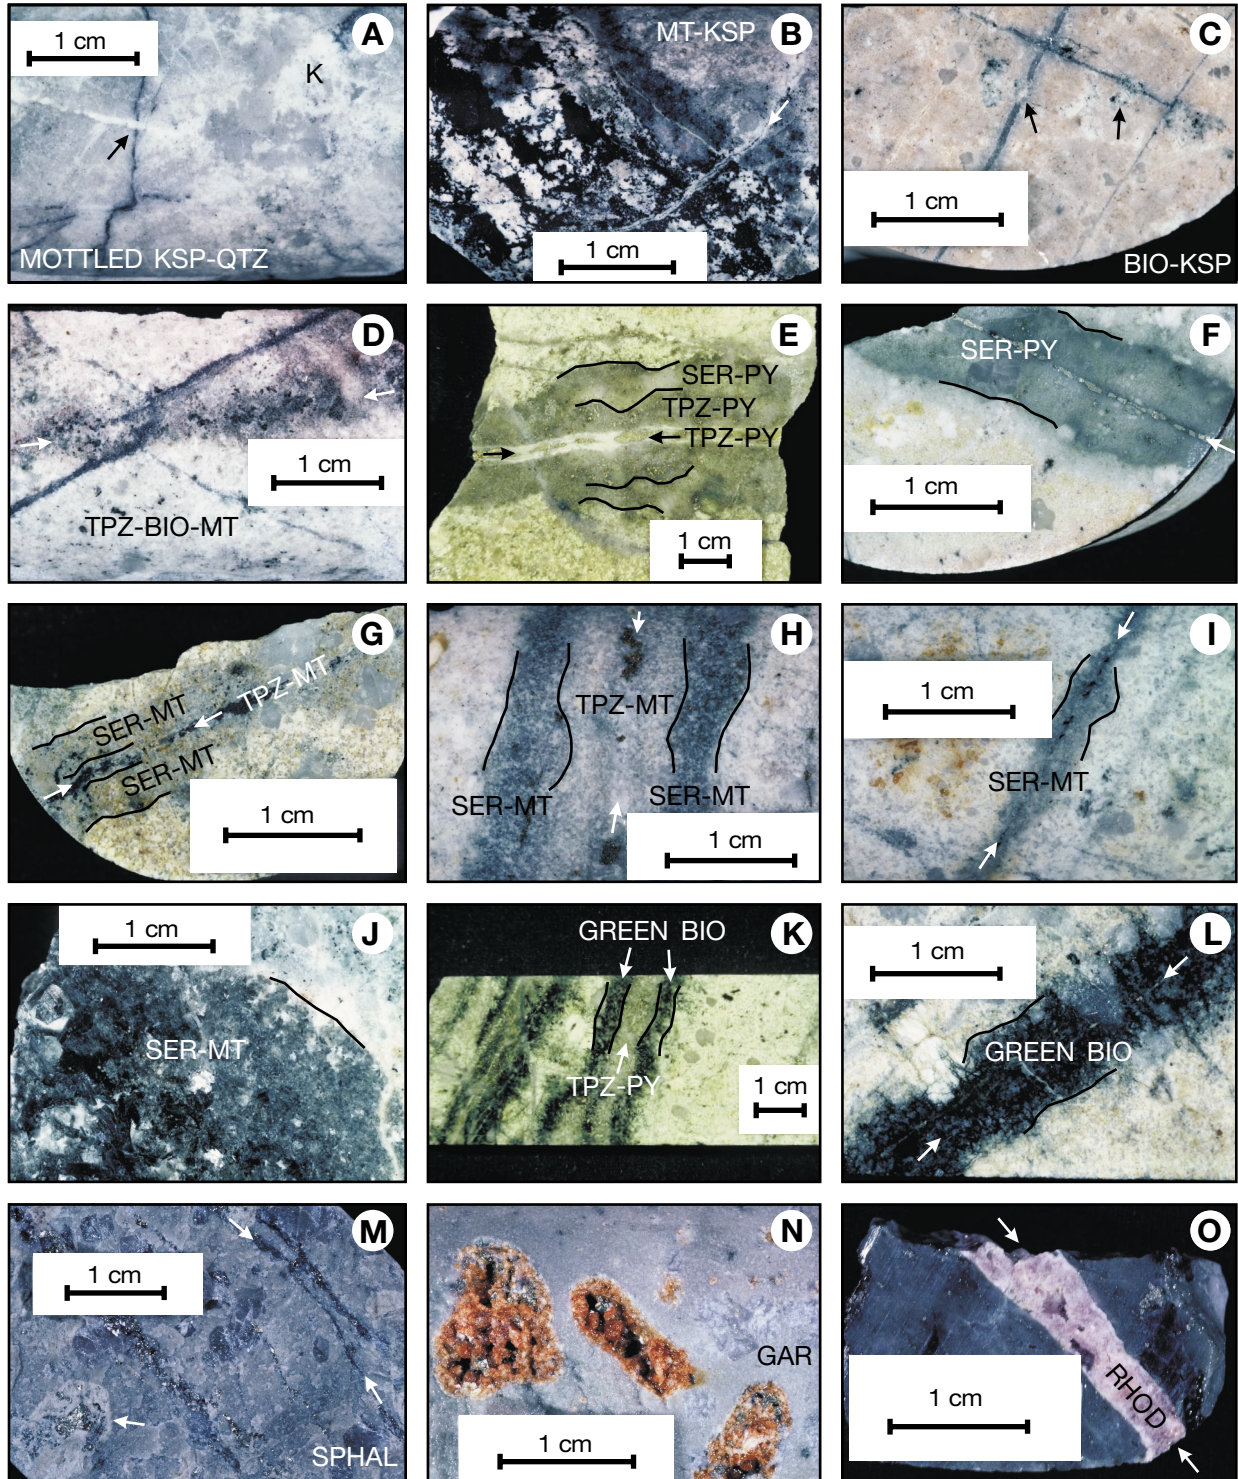 A
1 cm
K
MOTTLED KSP-QTZ
B
MT-KSP
1 cm
C
1 cm
BIO-KSP
D
1 cm
TPZ-BIO-MT
E
SER-PY
TPZ-PY
TPZ-PY
1 cm
F
SER-PY
1 cm
G
TPZ-MT
SER-MT
SER-MT
1 cm
H
TPZ-MT
SER-MT
SER-MT
1 cm
I
1 cm
SER-MT
J
1 cm
SER-MT
K
GREEN BIO
TPZ-PY
1 cm
L
1 cm
GREEN BIO
M
1 cm
SPHAL
N
GAR
1 cm
O
RHOD
1 cm